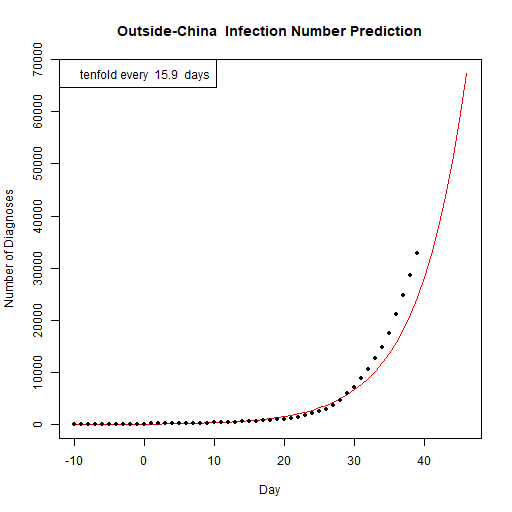 Outside-China  Infection Number Prediction
tenfold every  15.9  days
Number of Diagnoses
70000
60000
50000
40000
30000
20000
10000
0
-10 0 10 20 30 40
Day